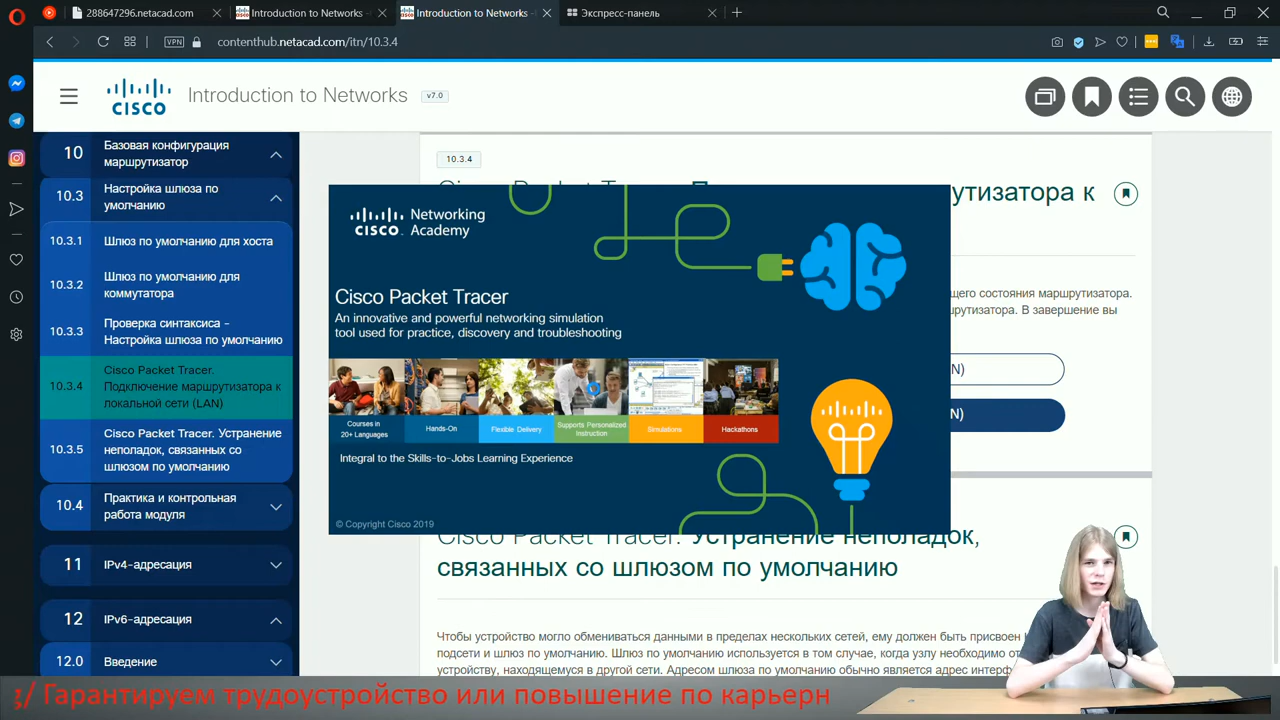 288647296.netacad.com
Introduction to Networks -
Introduction to Networks -
Экспресс-панель
VPN
contenthub.netacad.com/itn/10.3.4
CISCO
Introduction to Networks
v7.0
10
Базовая конфигурация
маршрутизатор
10.3
Настройка шлюза по
умолчанию
10.3.1
Шлюз по умолчанию для хоста
10.3.2
Шлюз по умолчанию для
коммутатора
10.3.3
Проверка синтаксиса -
Настройка шлюза по умолчанию
10.3.4
Cisco Packet Tracer.
Подключение маршрутизатора к
локальной сети (LAN)
10.3.5
Cisco Packet Tracer. Устранение
неполадок, связанных со
шлюзом по умолчанию
10.4
Практика и контрольная
работа модуля
11
IPv4-адресация
12
IPv6-адресация
12.0
Введение
10.3.4
утизатора к
щего состояния маршрутизатора.
рутизатора. В завершение вы
N)
N)
CISCO
Networking
Academy
Cisco Packet Tracer
An innovative and powerful networking simulation
tool used for practice, discovery and troubleshooting
Courses in
20+ Languages
Hands-On
Flexible Delivery
Supports Personalized
Instruction
Simulations
Hackathons
Integral to the Skills-to-Jobs Learning Experience
© Copyright Cisco 2019
Cisco Packet Tracer. Устранение неполадок,
связанных со шлюзом по умолчанию
Чтобы устройство могло обмениваться данными в пределах нескольких сетей, ему должен быть присвоен
подсети и шлюз по умолчанию. Шлюз по умолчанию используется в том случае, когда узлу необходимо от
устройству, находящемуся в другой сети. Адресом шлюза по умолчанию обычно является адрес интерф
;/ Гарантируем трудоустройство или повышение по карьерн